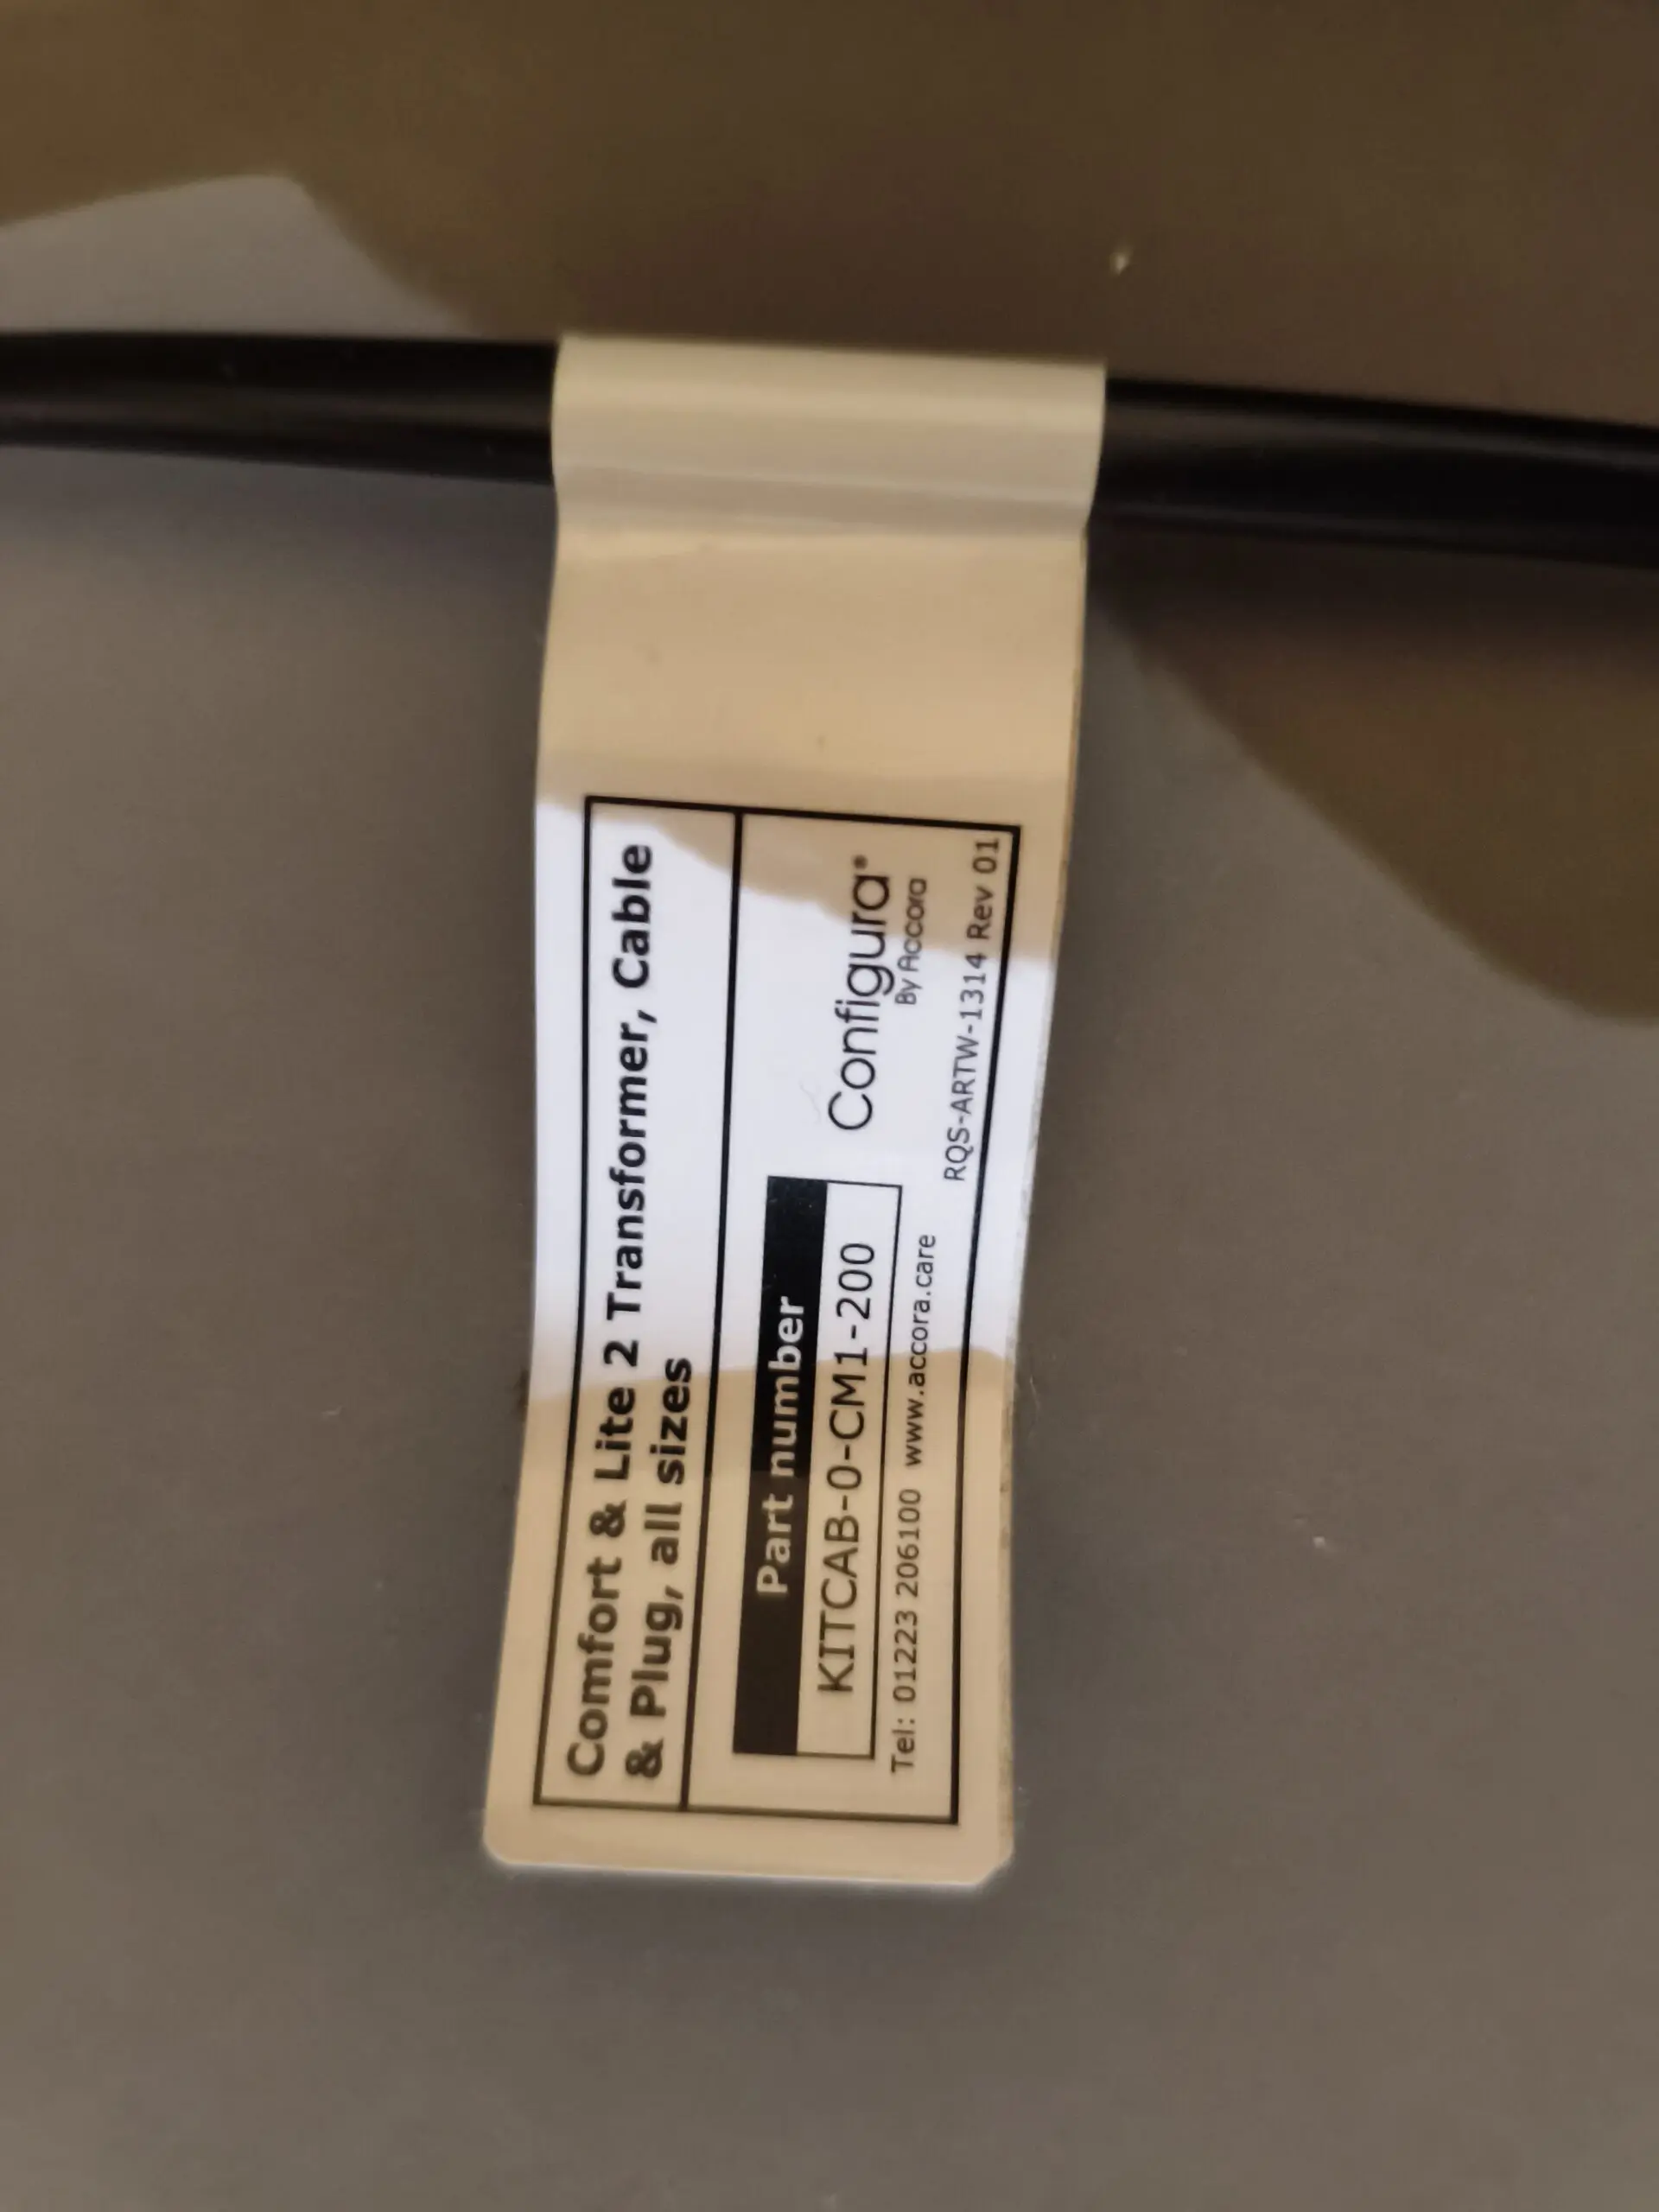 Comfort & Lite 2 Transformer, Cable
& Plug, all sizes
Part number
KITCAB-0-CM1-200
Configura®
By Accora
Tel: 01223 206100 www.accora.care
RQS-ARTW-1314 Rev 01